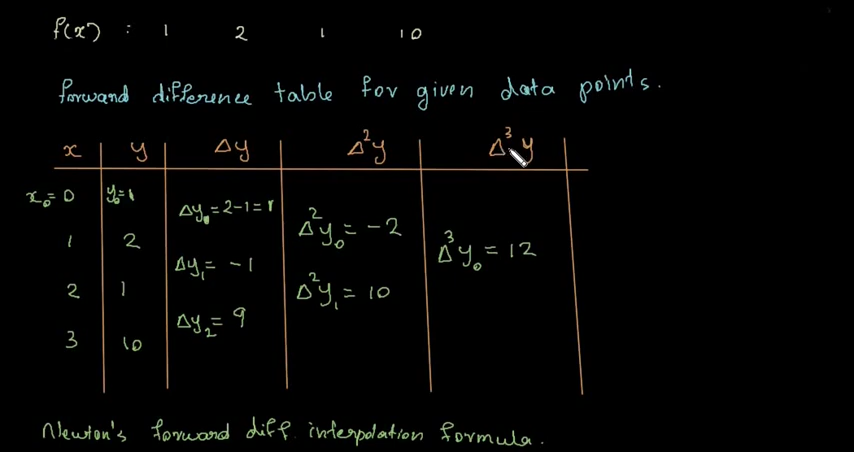 f(x) : 1 2 1 10
forward difference table for given data points.
x y Δy Δ²y Δ³y
x₀=0 y₀=1
Δy₀=2-1=1
Δ²y₀=-2
1 2
Δ³y₀=12
Δy₁=-1
2 1
Δ²y₁=10
Δy₂=9
3 10
Newton's forward diff. interpolation formula.